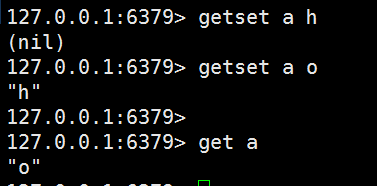 127.0.0.1:6379> getset a h
(nil)
127.0.0.1:6379> getset a o
"h"
127.0.0.1:6379>
127.0.0.1:6379> get a
"o"